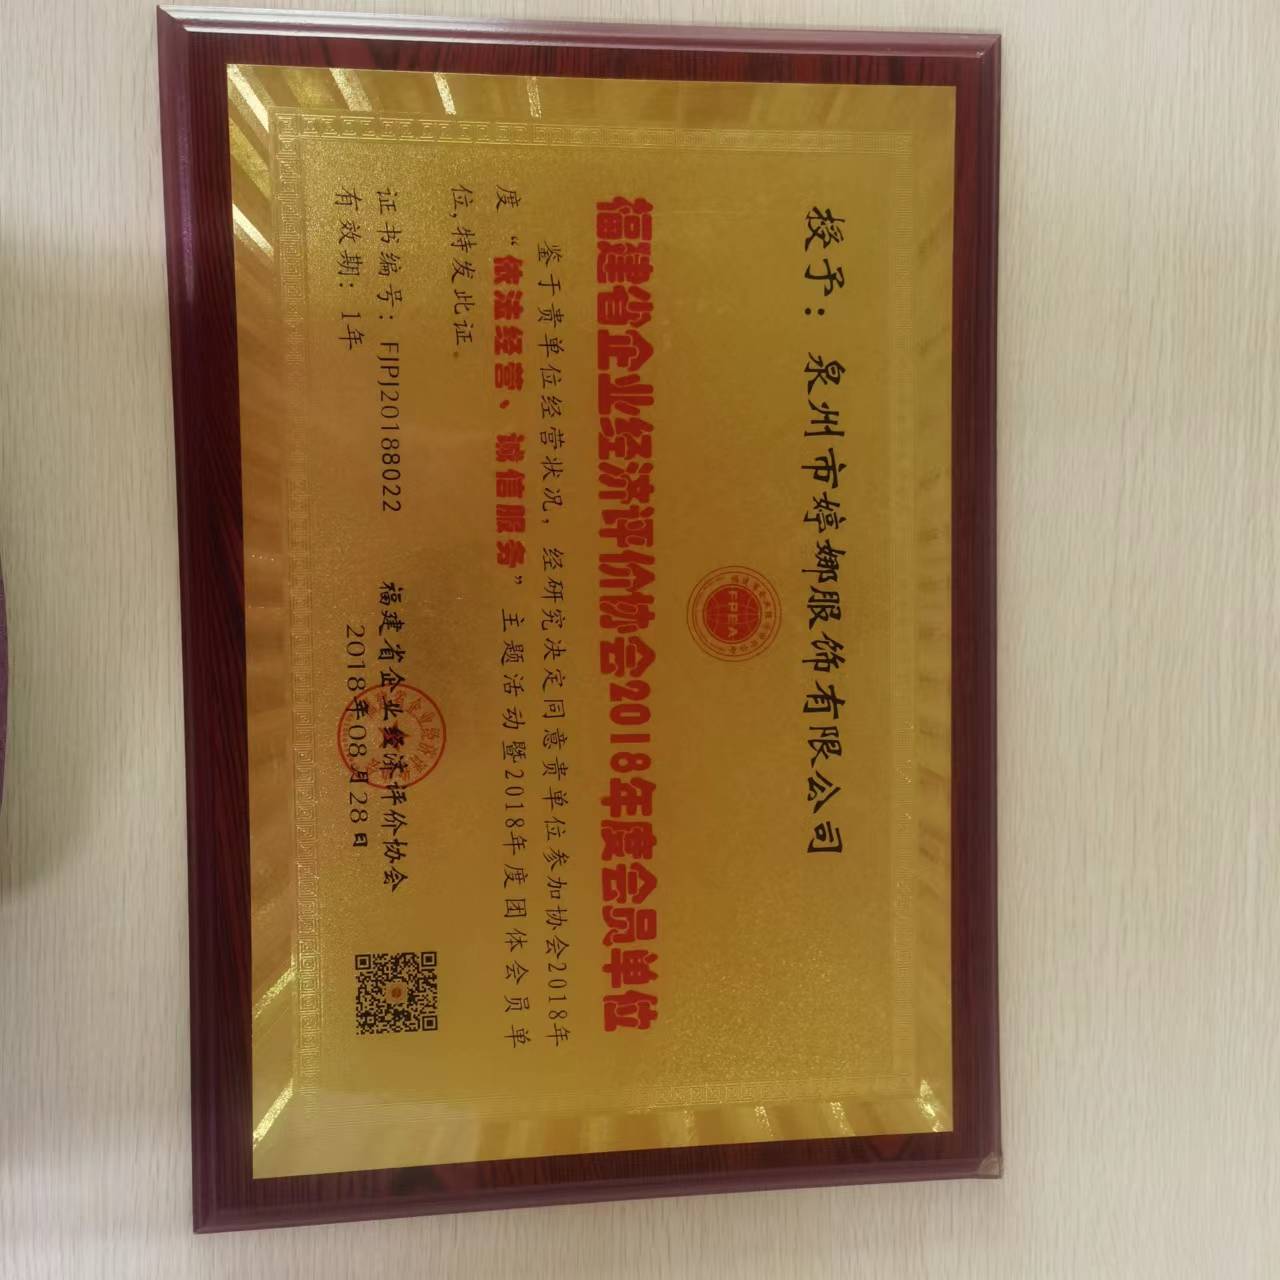 授予：泉州市婷娜服饰有限公司
FPEA
福建省企业经济评价协会2018年度会员单位
鉴于贵单位经营状况，经研究决定同意贵单位参加协会2018年
度“依法经营、诚信服务”主题活动暨2018年度团体会员单
位,特发此证。
证书编号：FJPJ20188022
福建省企业经济评价协会
有效期：1年
2018年08月28日